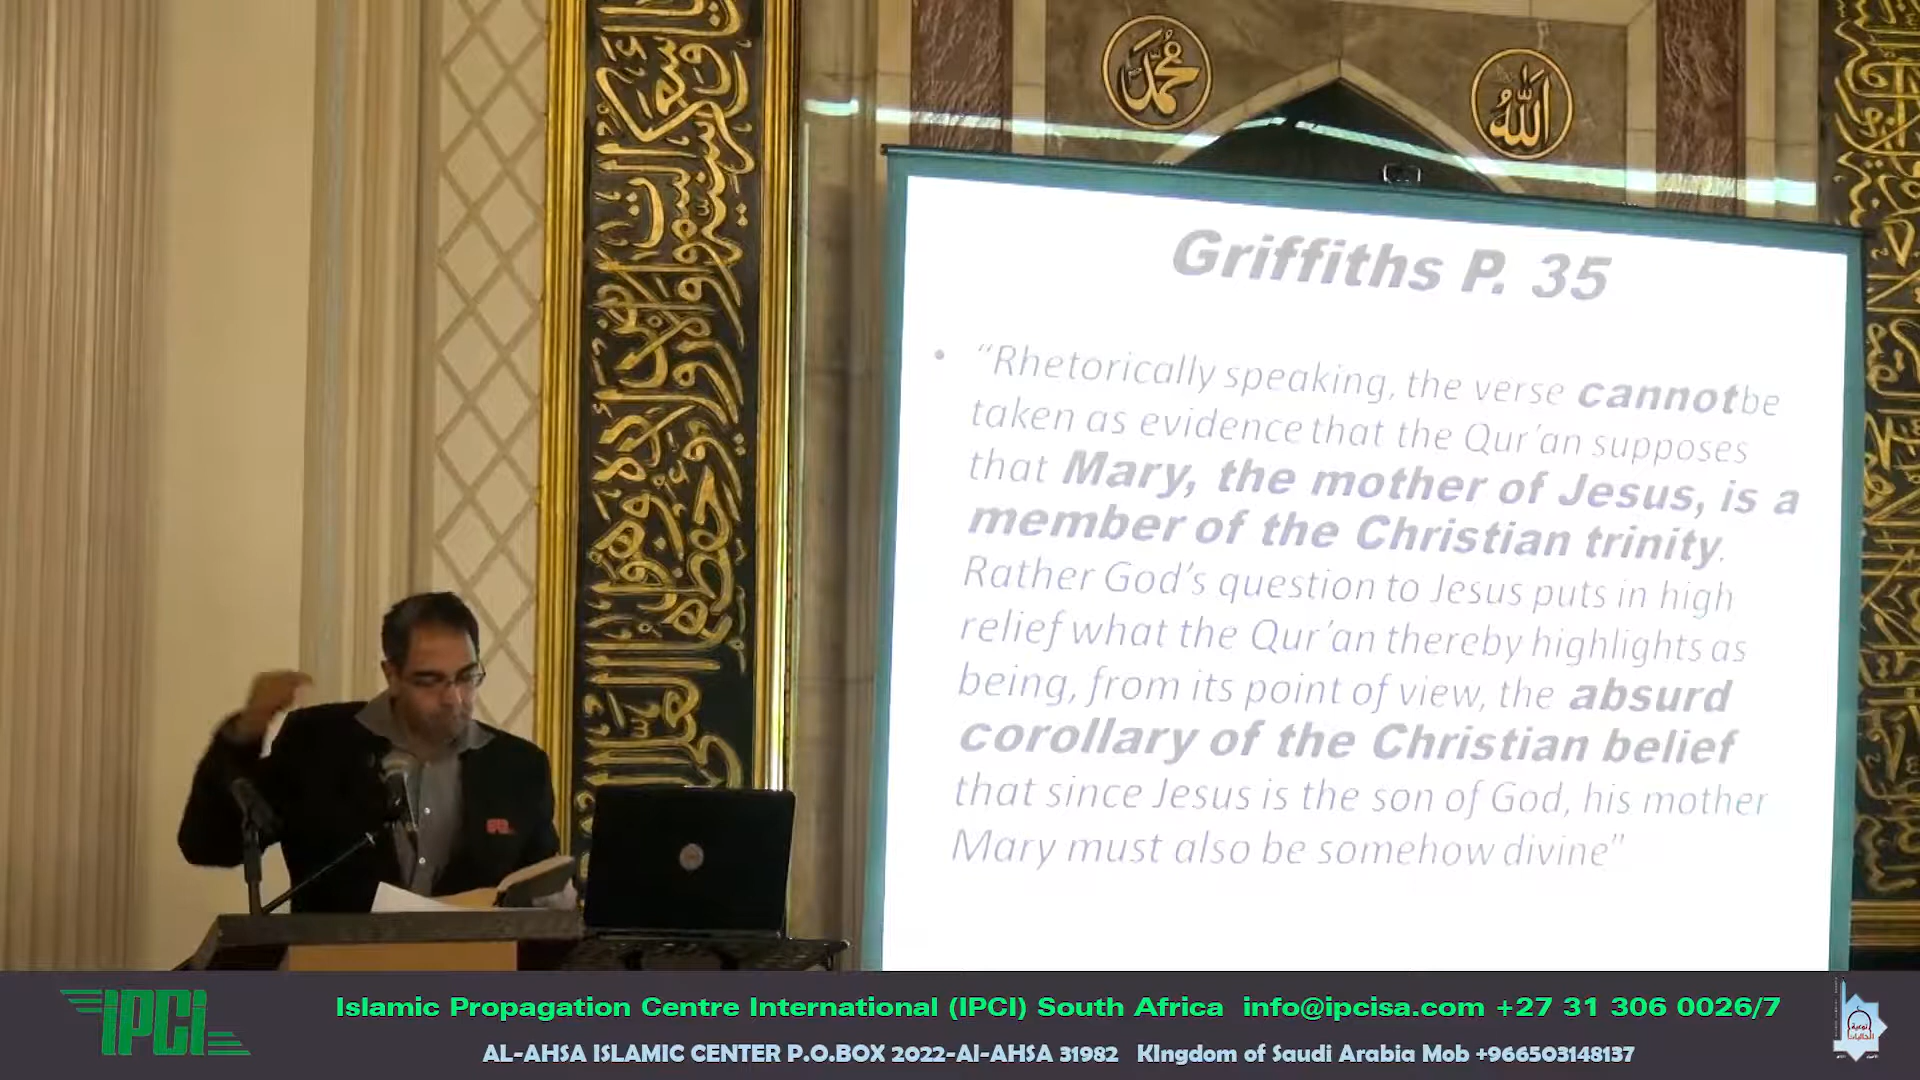 محمد
الله
Griffiths P. 35
• “Rhetorically speaking, the verse cannotbe
taken as evidence that the Qur’an supposes
that Mary, the mother of Jesus, is a
member of the Christian trinity.
Rather God’s question to Jesus puts in high
relief what the Qur’an thereby highlights as
being, from its point of view, the absurd
corollary of the Christian belief
that since Jesus is the son of God, his mother
Mary must also be somehow divine”
IPCI
Islamic Propagation Centre International (IPCI) South Africa info@ipcisa.com +27 31 306 0026/7
AL-AHSA ISLAMIC CENTER P.O.BOX 2022-Al-AHSA 31982 KIngdom of Saudi Arabia Mob +966503148137